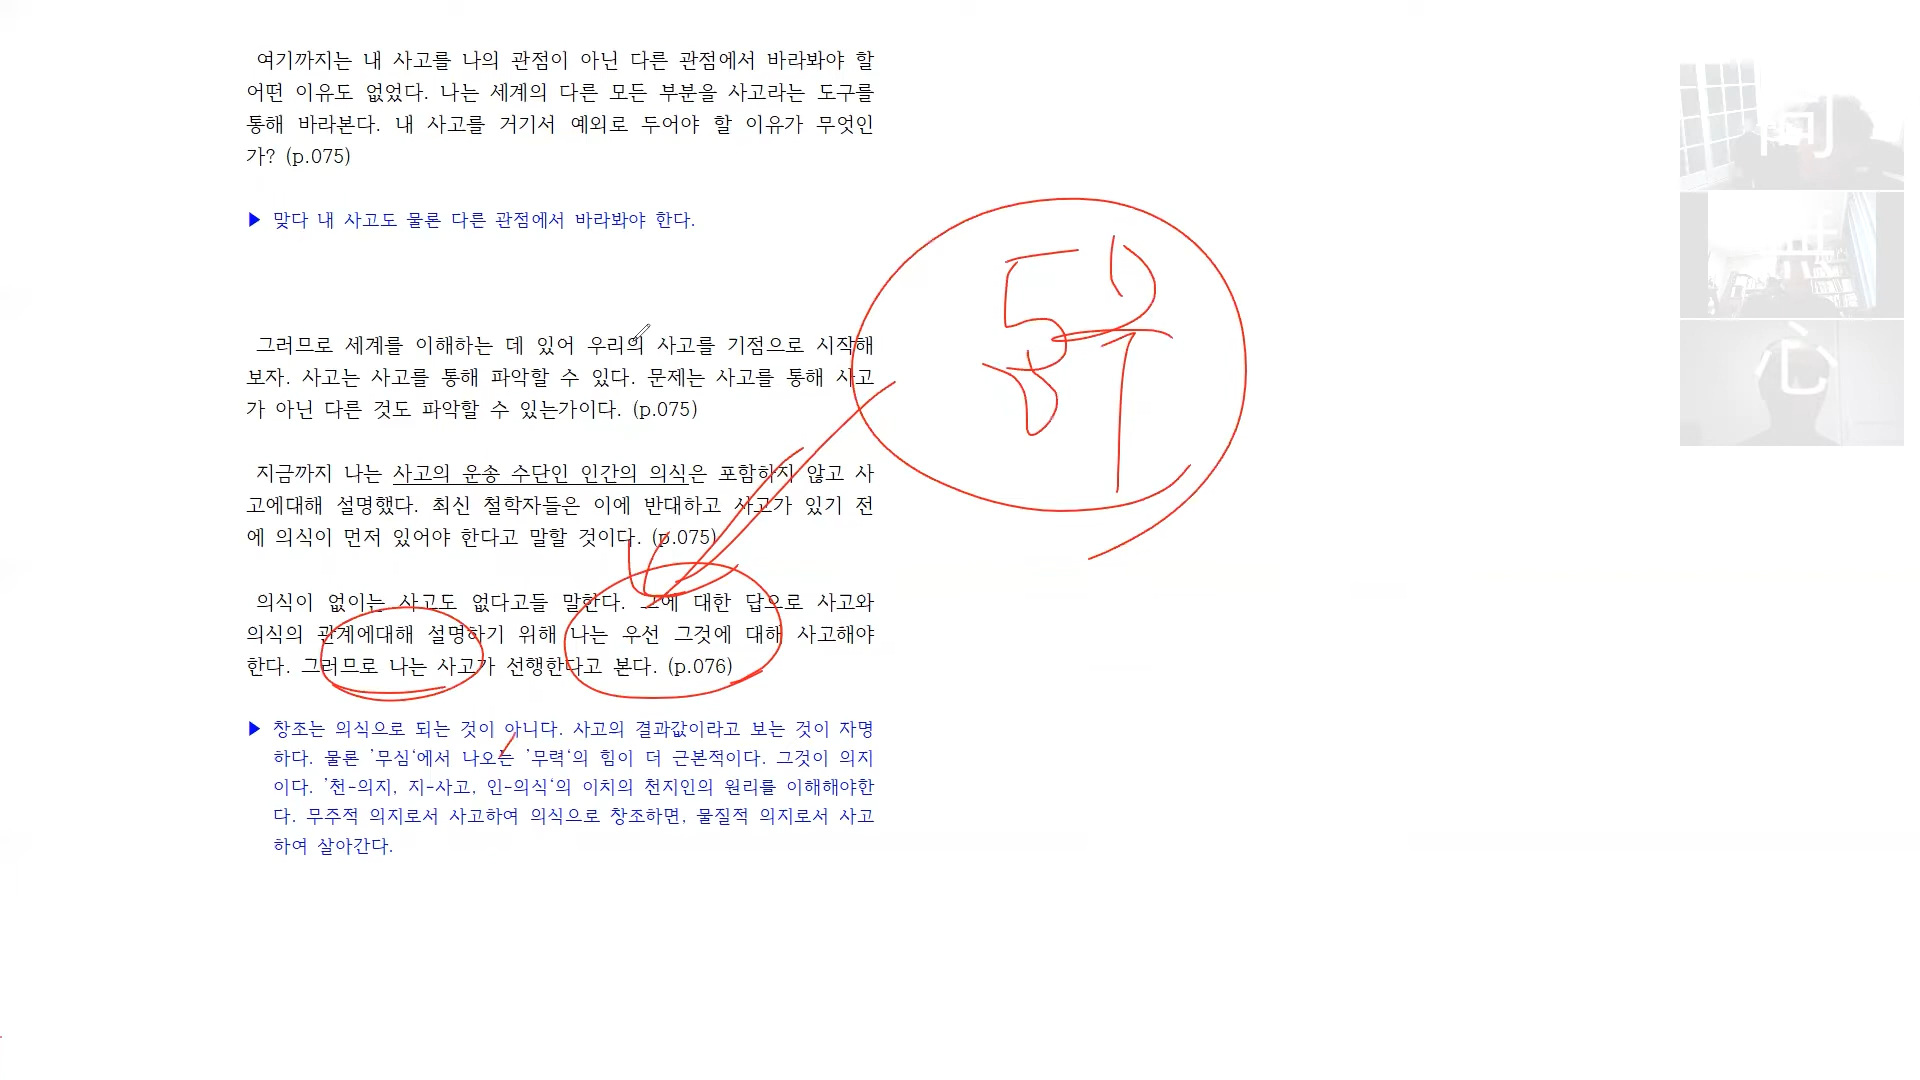 여기까지는 내 사고를 나의 관점이 아닌 다른 관점에서 바라봐야 할
어떤 이유도 없었다. 나는 세계의 다른 모든 부분을 사고라는 도구를
통해 바라본다. 내 사고를 거기서 예외로 두어야 할 이유가 무엇인
가? (p.075)
▶ 맞다 내 사고도 물론 다른 관점에서 바라봐야 한다.
그러므로 세계를 이해하는 데 있어 우리의 사고를 기점으로 시작해
보자. 사고는 사고를 통해 파악할 수 있다. 문제는 사고를 통해 사고
가 아닌 다른 것도 파악할 수 있는가이다. (p.075)
지금까지 나는 사고의 운송 수단인 인간의 의식은 포함하지 않고 사
고에대해 설명했다. 최신 철학자들은 이에 반대하고 사고가 있기 전
에 의식이 먼저 있어야 한다고 말할 것이다. (p.075)
의식이 없이는 사고도 없다고들 말한다. 그에 대한 답으로 사고와
의식의 관계에대해 설명하기 위해 나는 우선 그것에 대해 사고해야
한다. 그러므로 나는 사고가 선행한다고 본다. (p.076)
▶ 창조는 의식으로 되는 것이 아니다. 사고의 결과값이라고 보는 것이 자명
하다. 물론 '무심'에서 나오는 '무력'의 힘이 더 근본적이다. 그것이 의지
이다. '천-의지, 지-사고, 인-의식'의 이치의 천지인의 원리를 이해해야한
다. 무주적 의지로서 사고하여 의식으로 창조하면, 물질적 의지로서 사고
하여 살아간다.
心